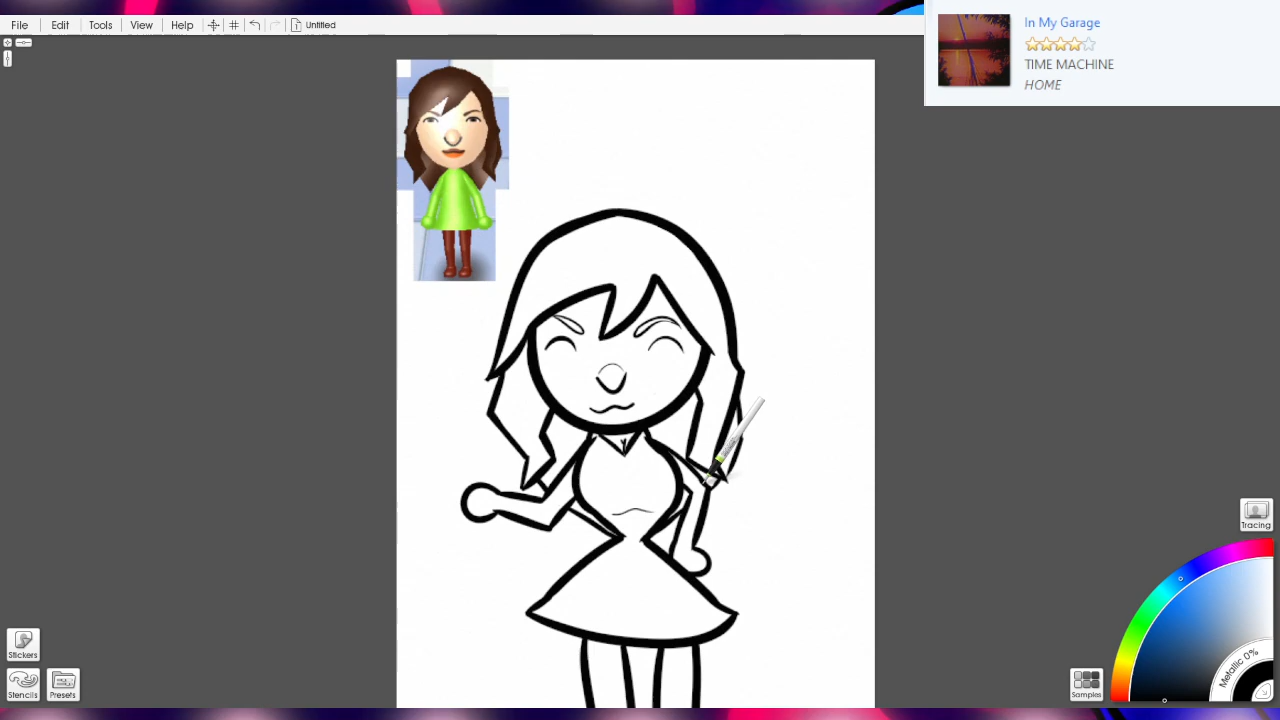 File Edit Tools View Help 1 Untitled
In My Garage
TIME MACHINE
HOME
Tracing
Stickers
Stencils Presets
Samples
Metallic 0%